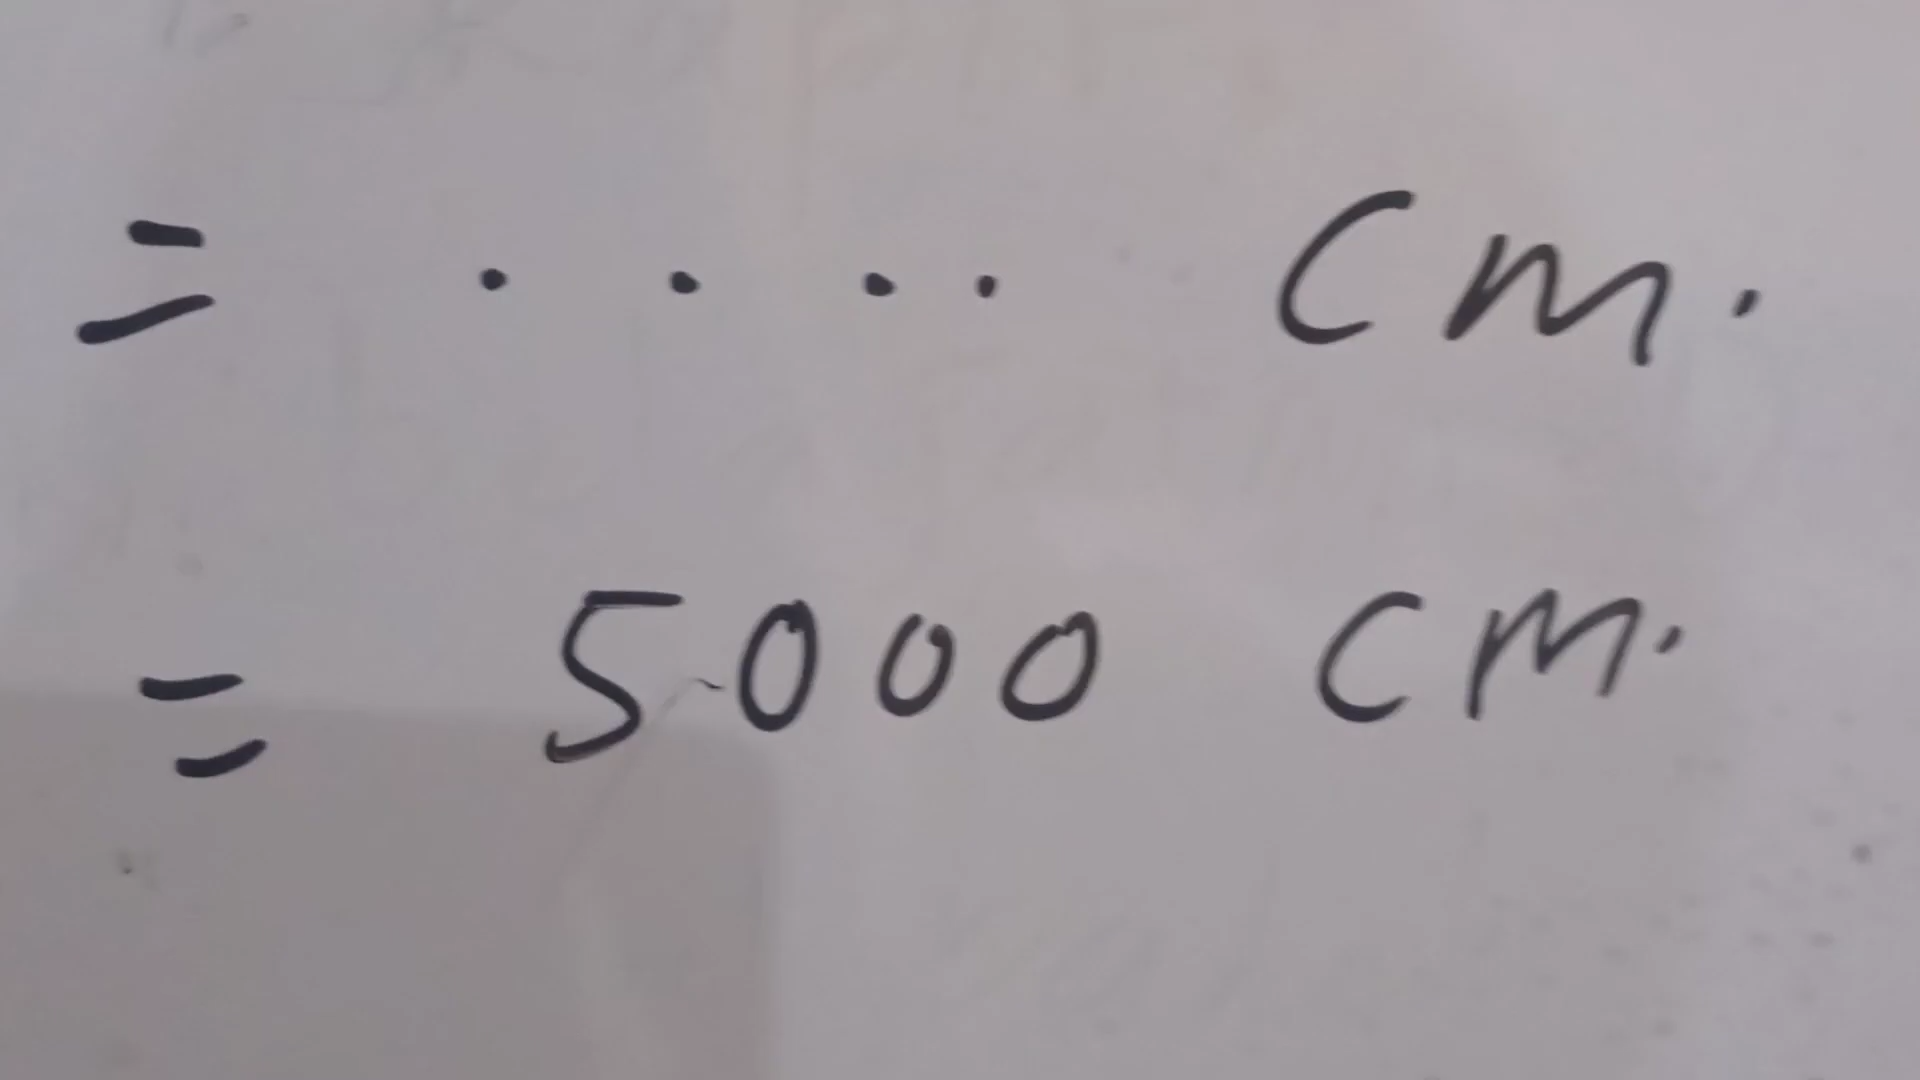 = .... cm.
= 5000 cm.